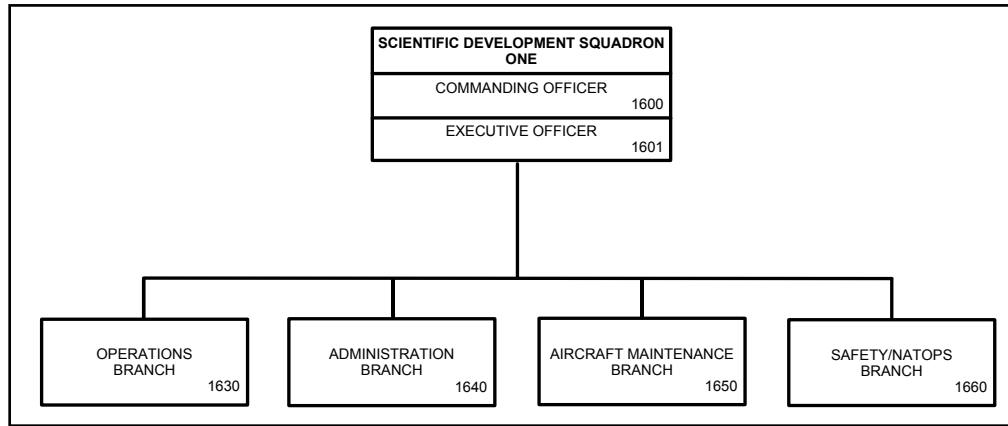 SCIENTIFIC DEVELOPMENT SQUADRON
ONE
COMMANDING OFFICER
1600
EXECUTIVE OFFICER
1601
OPERATIONS
BRANCH
1630
ADMINISTRATION
BRANCH
1640
AIRCRAFT MAINTENANCE
BRANCH
1650
SAFETY/NATOPS
BRANCH
1660